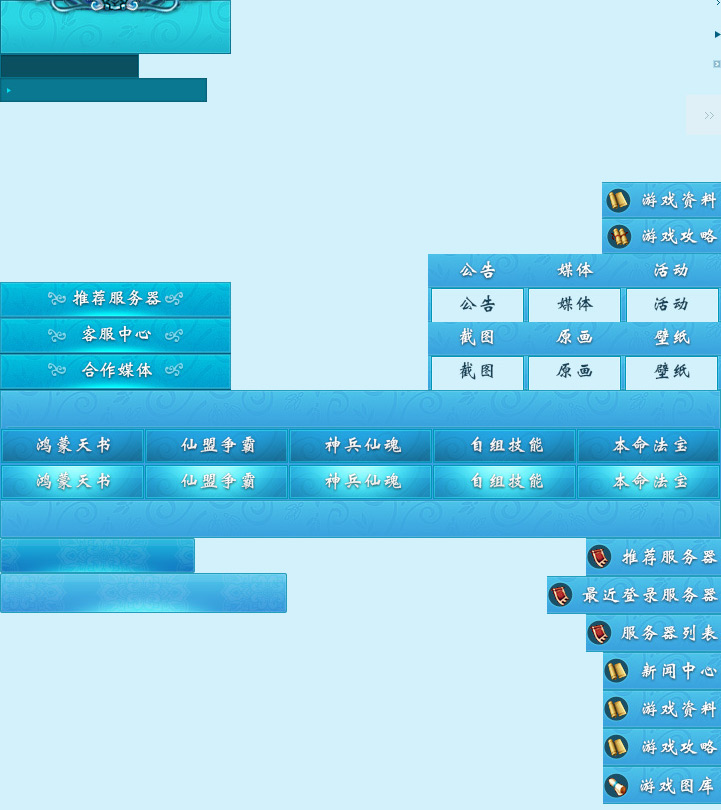 游戏资料
游戏攻略
公告 媒体 活动
推荐服务器
公告 媒体 活动
客服中心
截图 原画 壁纸
合作媒体
截图 原画 壁纸
鸿蒙天书 仙盟争霸 神兵仙魂 自组技能 本命法宝
鸿蒙天书 仙盟争霸 神兵仙魂 自组技能 本命法宝
推荐服务器
最近登录服务器
服务器列表
新闻中心
游戏资料
游戏攻略
游戏图库